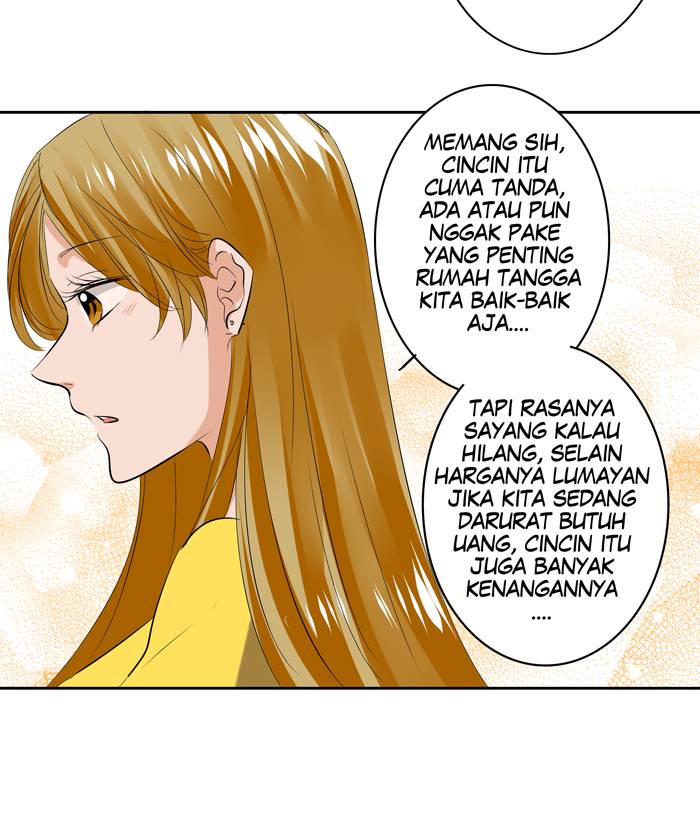 MEMANG SIH,
CINCIN ITU
CUMA TANDA,
ADA ATAU PUN
NGGAK PAKE
YANG PENTING
RUMAH TANGGA
KITA BAIK-BAIK
AJA....
TAPI RASANYA
SAYANG KALAU
HILANG, SELAIN
HARGANYA LUMAYAN
JIKA KITA SEDANG
DARURAT BUTUH
UANG, CINCIN ITU
JUGA BANYAK
KENANGANNYA
....